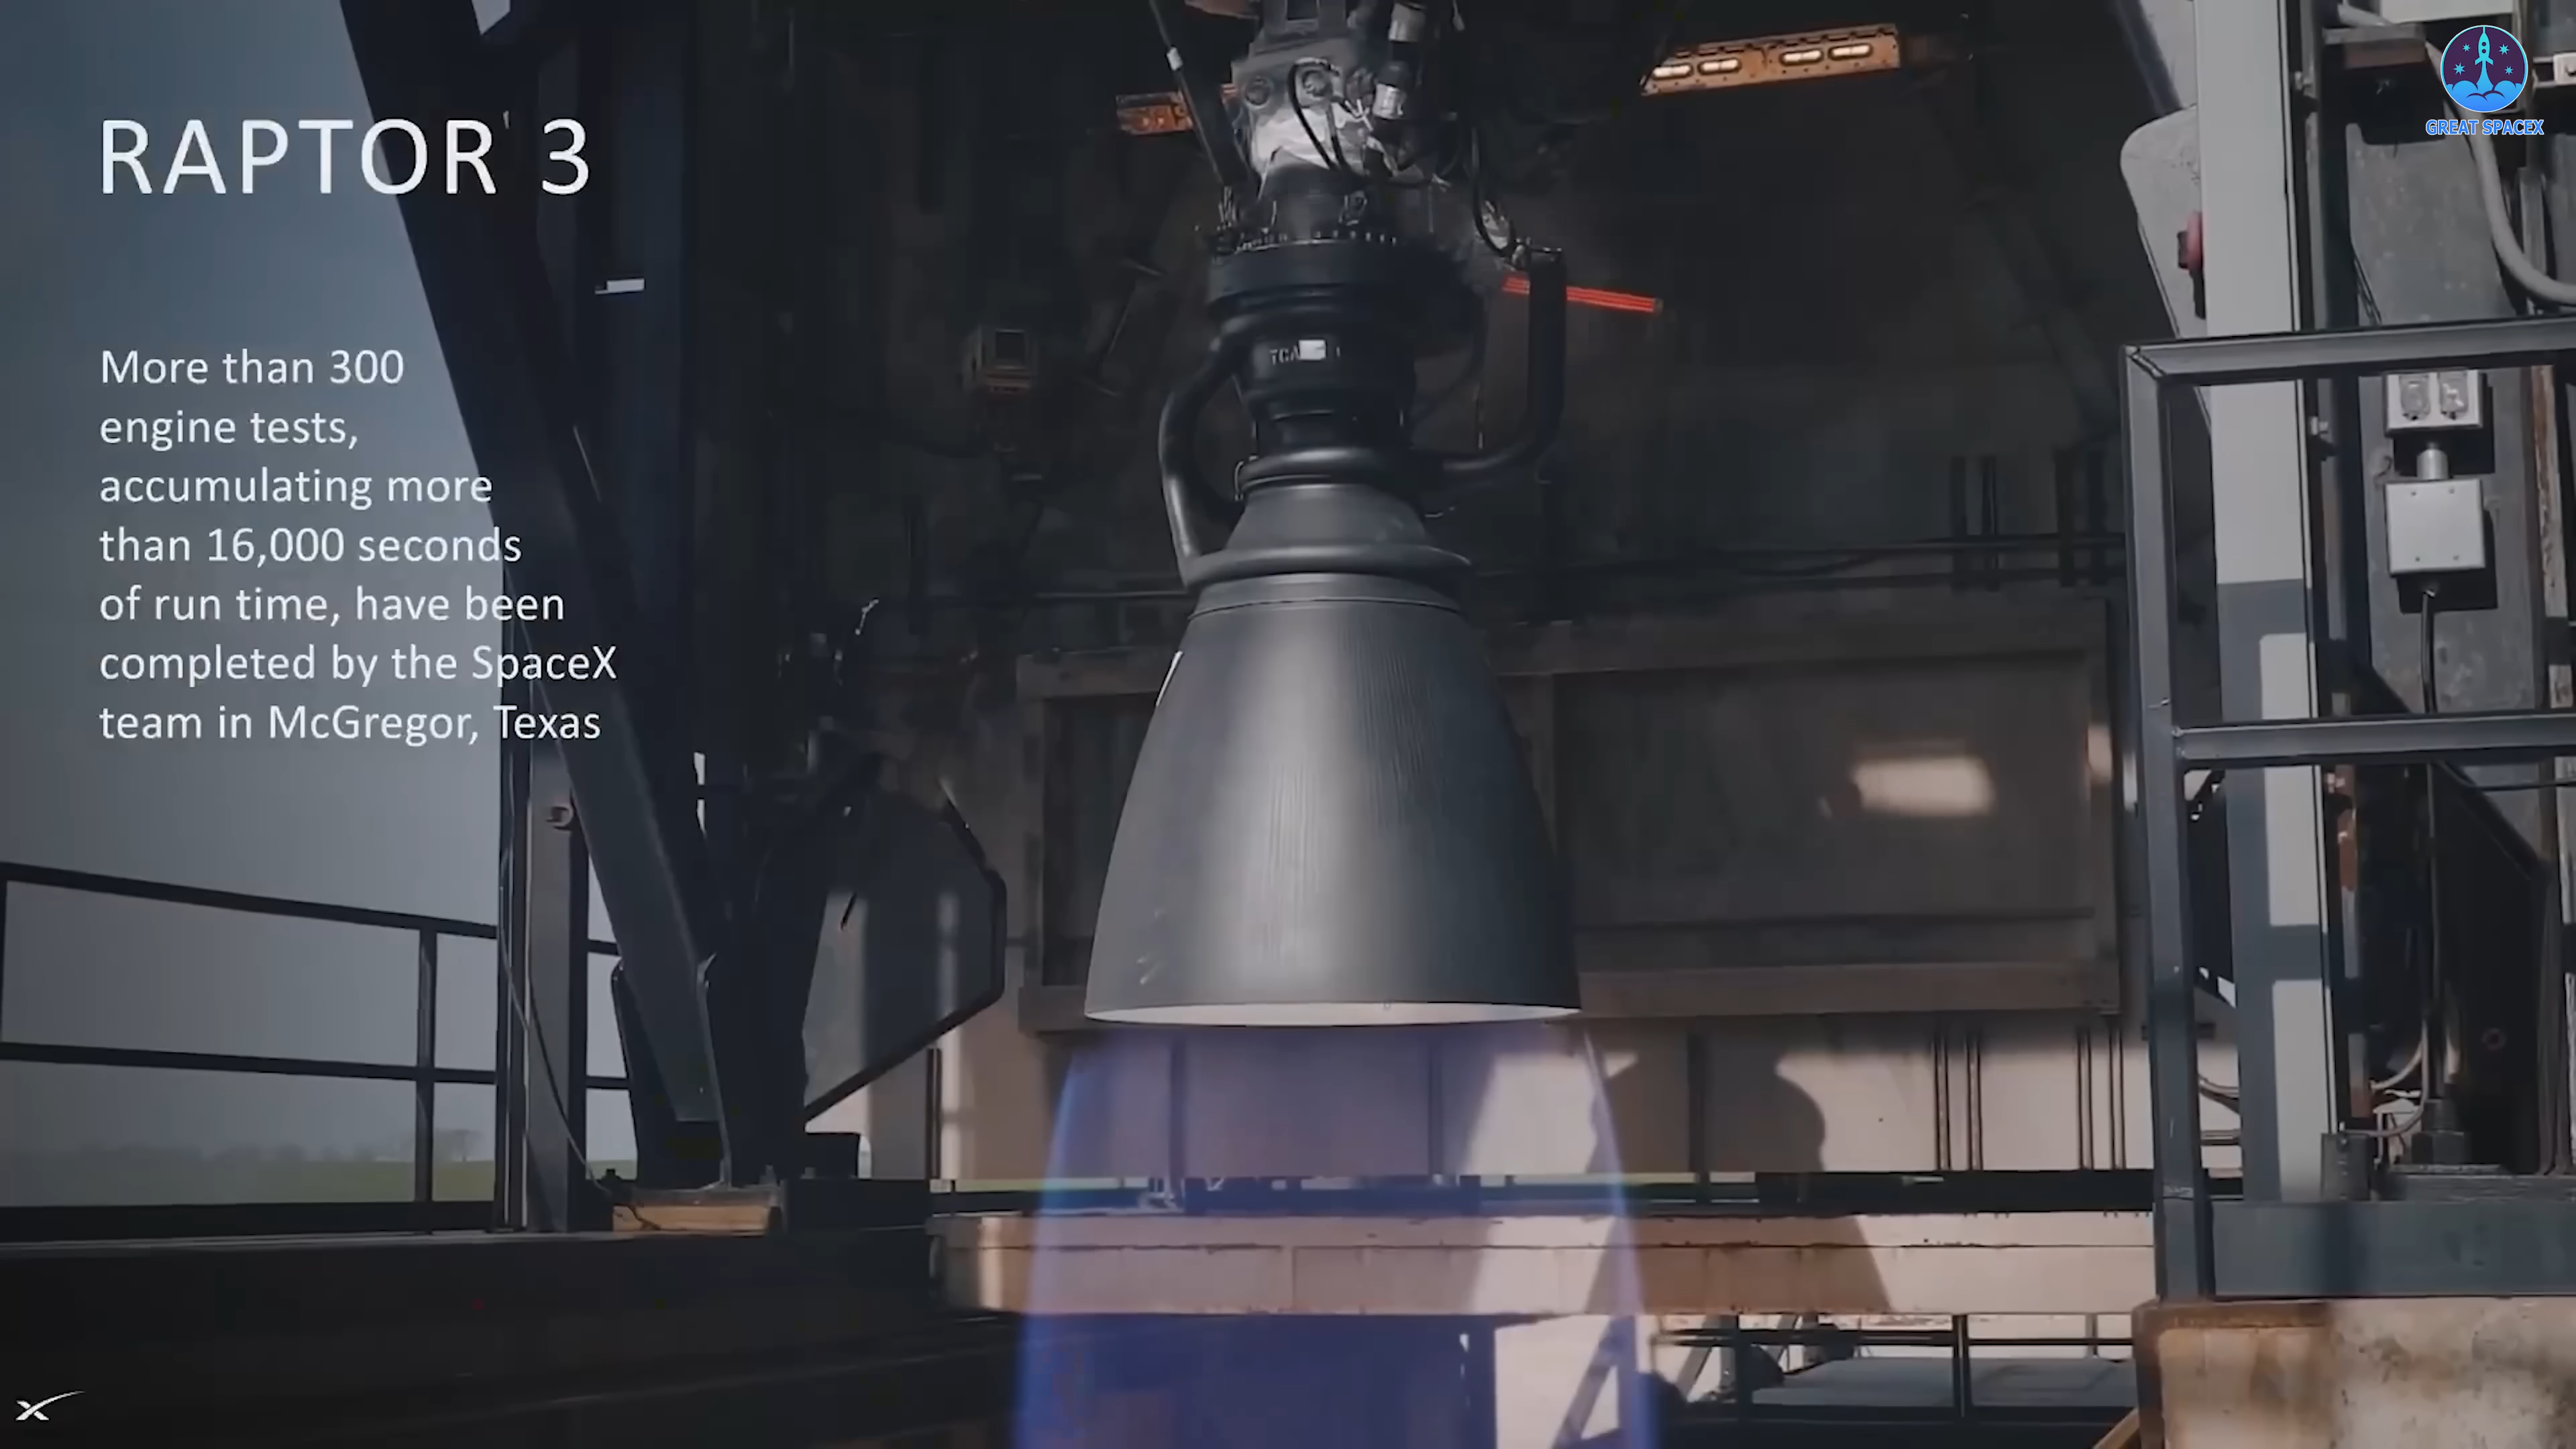 RAPTOR 3
More than 300
engine tests,
accumulating more
than 16,000 seconds
of run time, have been
completed by the SpaceX
team in McGregor, Texas
GREAT SPACEX
TCA